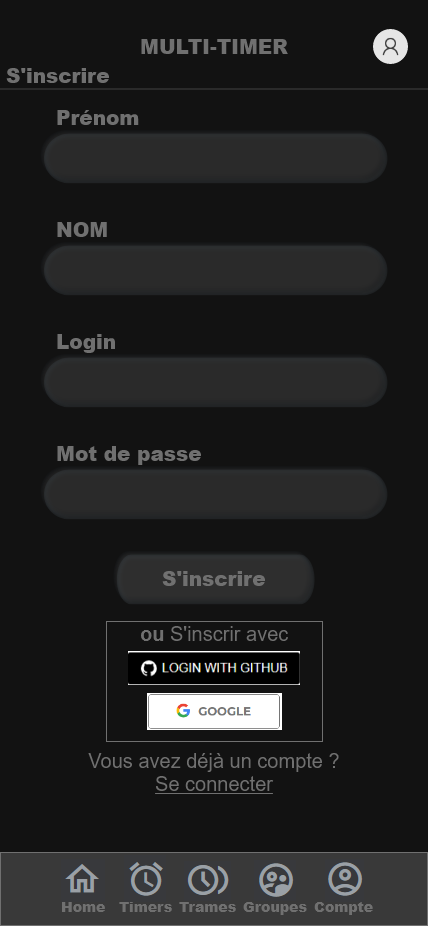 MULTI-TIMER
S'inscrire
Prénom
NOM
Login
Mot de passe
S'inscrire
ou S'inscrir avec
LOGIN WITH GITHUB
GOOGLE
Vous avez déjà un compte ?
Se connecter
Home Timers Trames Groupes Compte